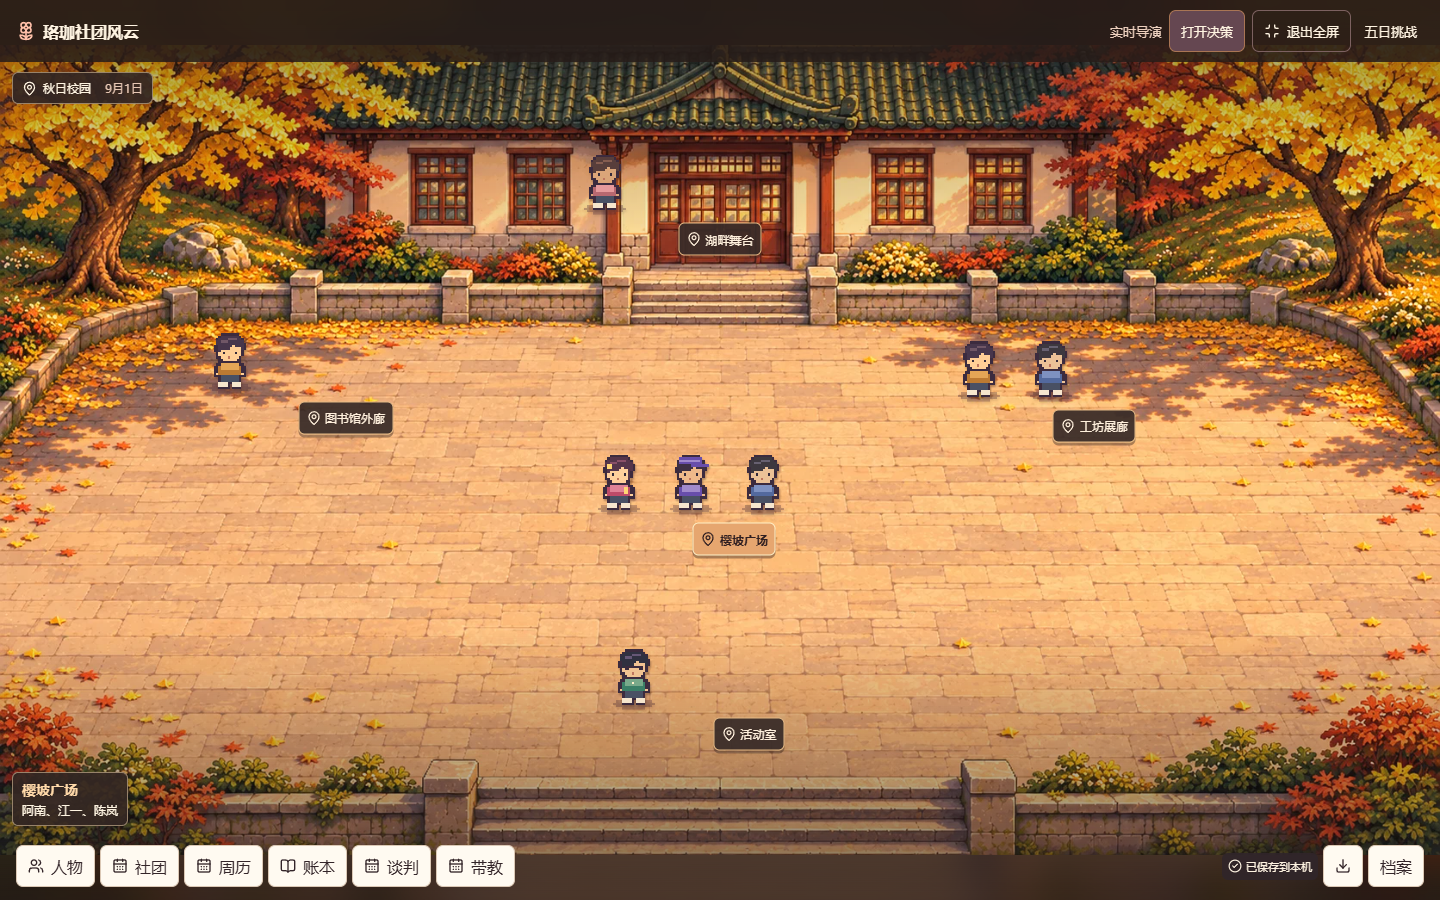 珞珈社团风云
实时导演
打开决策
退出全屏
五日挑战
秋日校园 9月1日
湖畔舞台
图书馆外廊
工坊展廊
樱坡广场
活动室
樱坡广场
阿南、江一、陈岚
人物
社团
周历
账本
谈判
带教
已保存到本机
档案